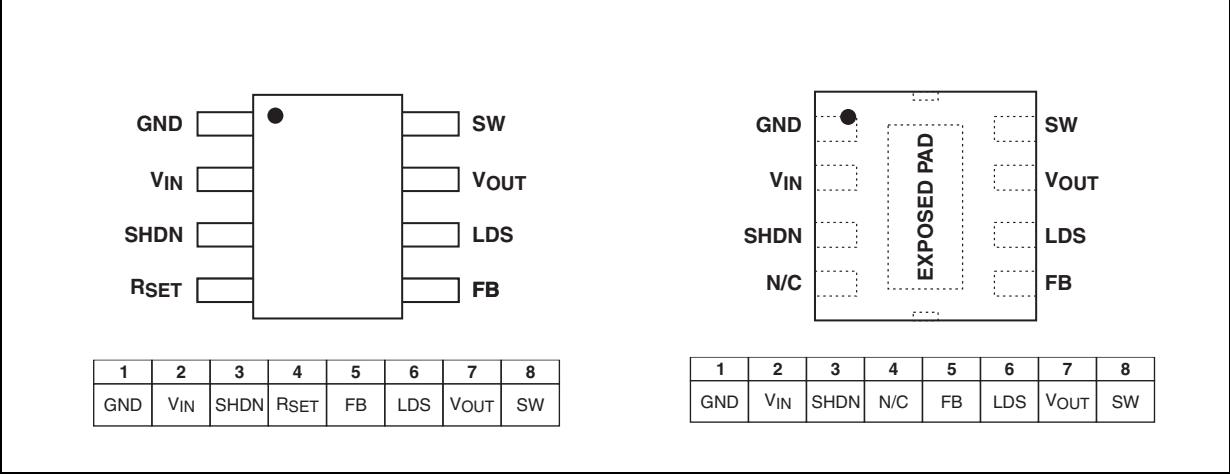 GND SW
VIN VOUT
SHDN LDS
RSET FB
1 2 3 4 5 6 7 8
GND VIN SHDN RSET FB LDS VOUT SW
GND SW
VIN VOUT
SHDN LDS
N/C FB
EXPOSED PAD
1 2 3 4 5 6 7 8
GND VIN SHDN N/C FB LDS VOUT SW